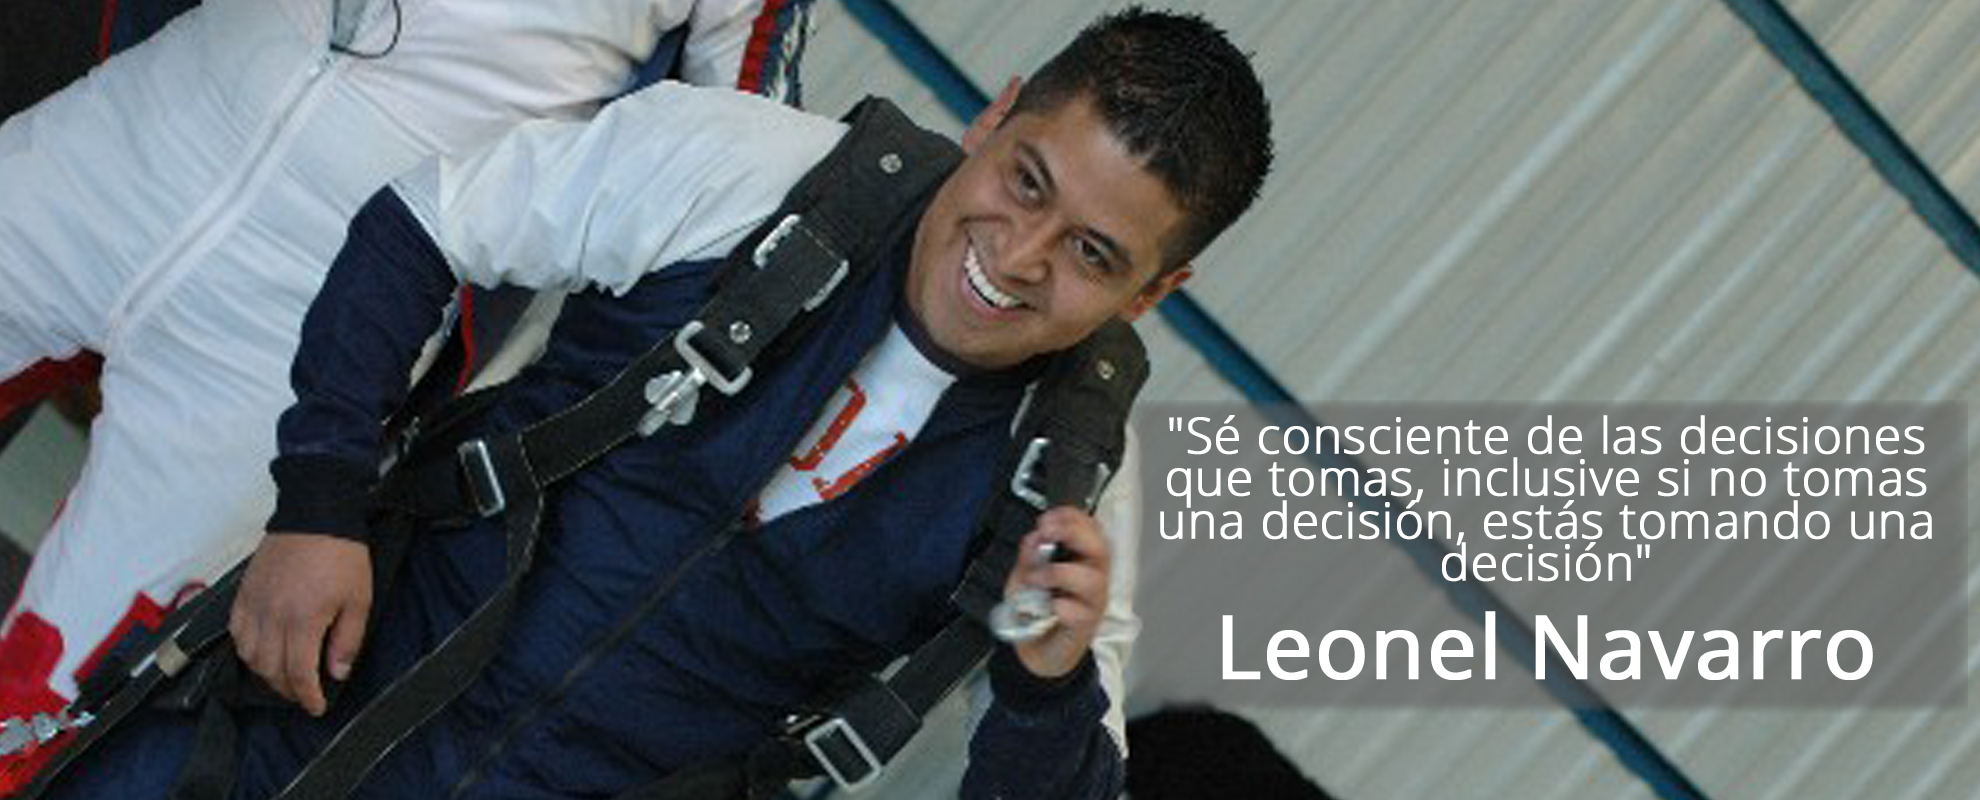 "Sé consciente de las decisiones
que tomas, inclusive si no tomas
una decisión, estás tomando una
decisión"
Leonel Navarro